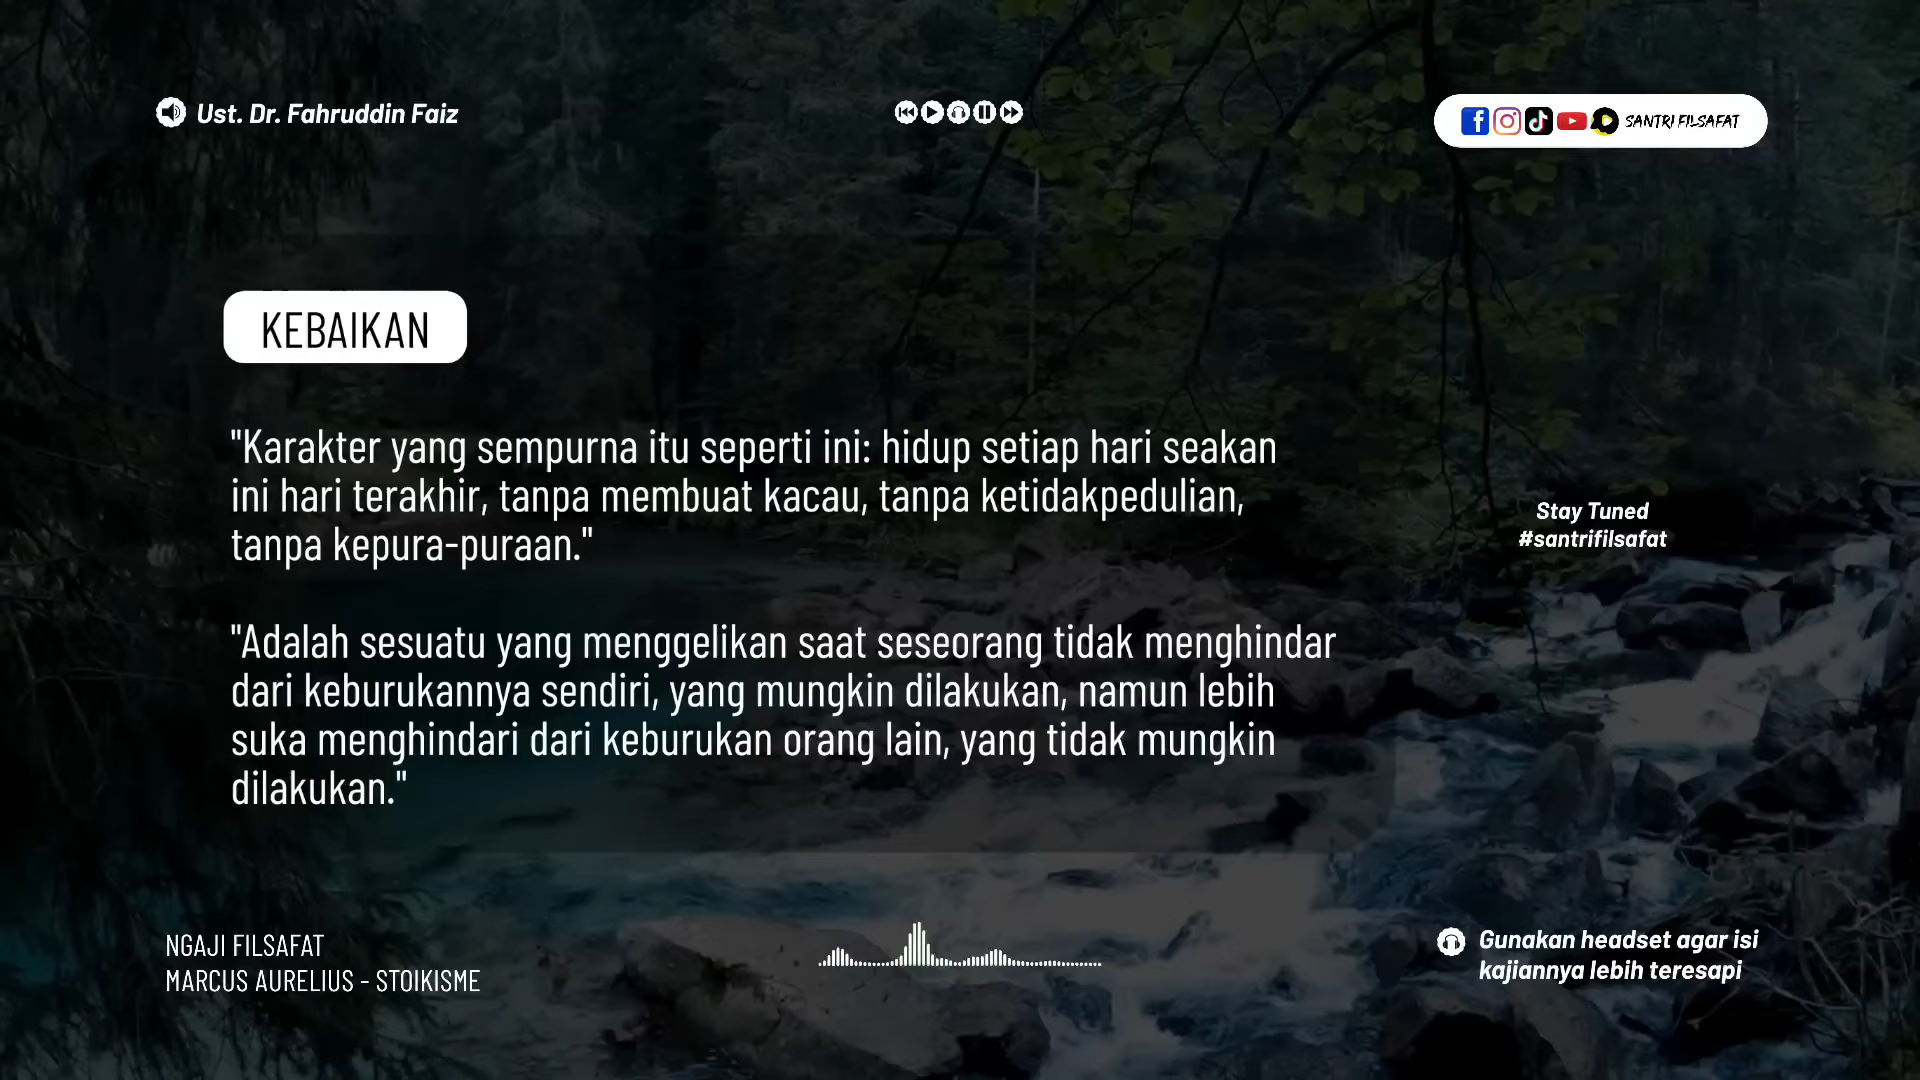 Ust. Dr. Fahruddin Faiz
SANTRI FILSAFAT
KEBAIKAN
"Karakter yang sempurna itu seperti ini: hidup setiap hari seakan
ini hari terakhir, tanpa membuat kacau, tanpa ketidakpedulian,
tanpa kepura-puraan."
"Adalah sesuatu yang menggelikan saat seseorang tidak menghindar
dari keburukannya sendiri, yang mungkin dilakukan, namun lebih
suka menghindari dari keburukan orang lain, yang tidak mungkin
dilakukan."
Stay Tuned
#santrifilsafat
NGAJI FILSAFAT
MARCUS AURELIUS - STOIKISME
Gunakan headset agar isi
kajiannya lebih teresapi